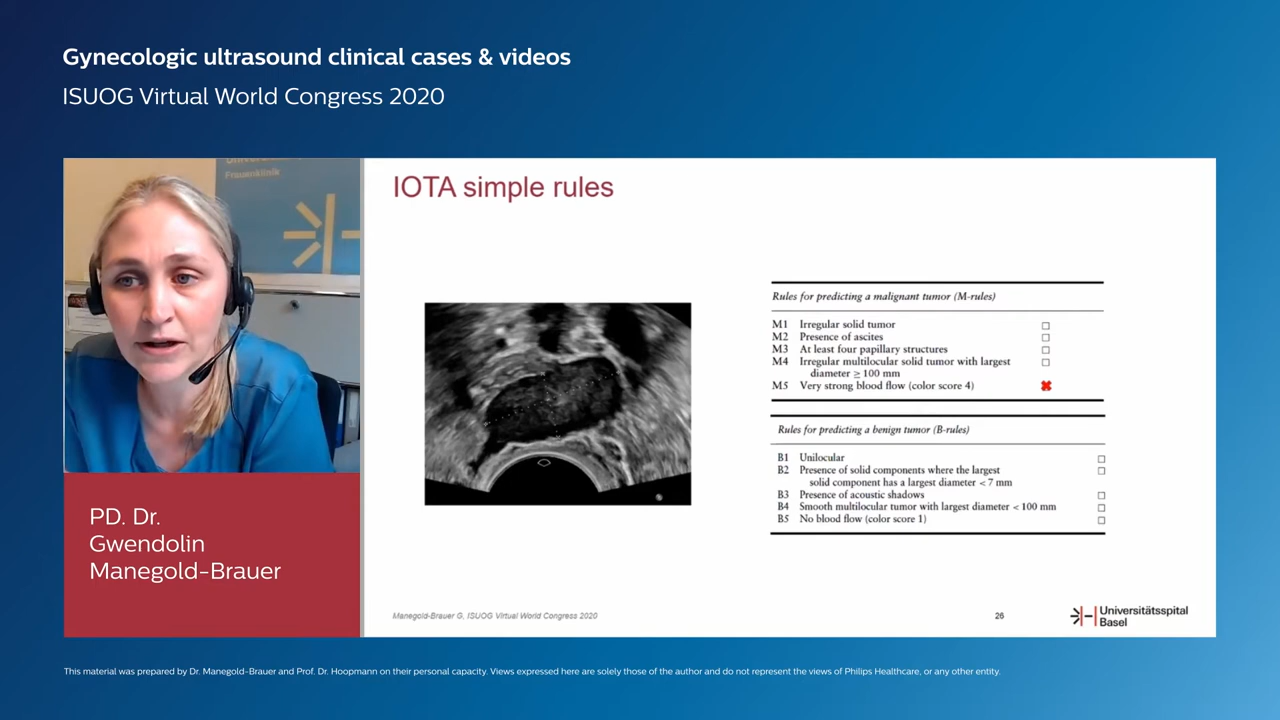 Gynecologic ultrasound clinical cases & videos
ISUOG Virtual World Congress 2020
Frauenklinik
PD. Dr.
Gwendolin
Manegold-Brauer
IOTA simple rules
Rules for predicting a malignant tumor (M-rules)
M1 Irregular solid tumor ☐
M2 Presence of ascites ☐
M3 At least four papillary structures ☐
M4 Irregular multilocular solid tumor with largest ☐
diameter ≥ 100 mm
M5 Very strong blood flow (color score 4) ✖
Rules for predicting a benign tumor (B-rules)
B1 Unilocular ☐
B2 Presence of solid components where the largest ☐
solid component has a largest diameter < 7 mm
B3 Presence of acoustic shadows ☐
B4 Smooth multilocular tumor with largest diameter < 100 mm ☐
B5 No blood flow (color score 1) ☐
Manegold-Brauer G, ISUOG Virtual World Congress 2020
26
Universitätsspital
Basel
This material was prepared by Dr. Manegold-Brauer and Prof. Dr. Hoopmann on their personal capacity. Views expressed here are solely those of the author and do not represent the views of Philips Healthcare, or any other entity.